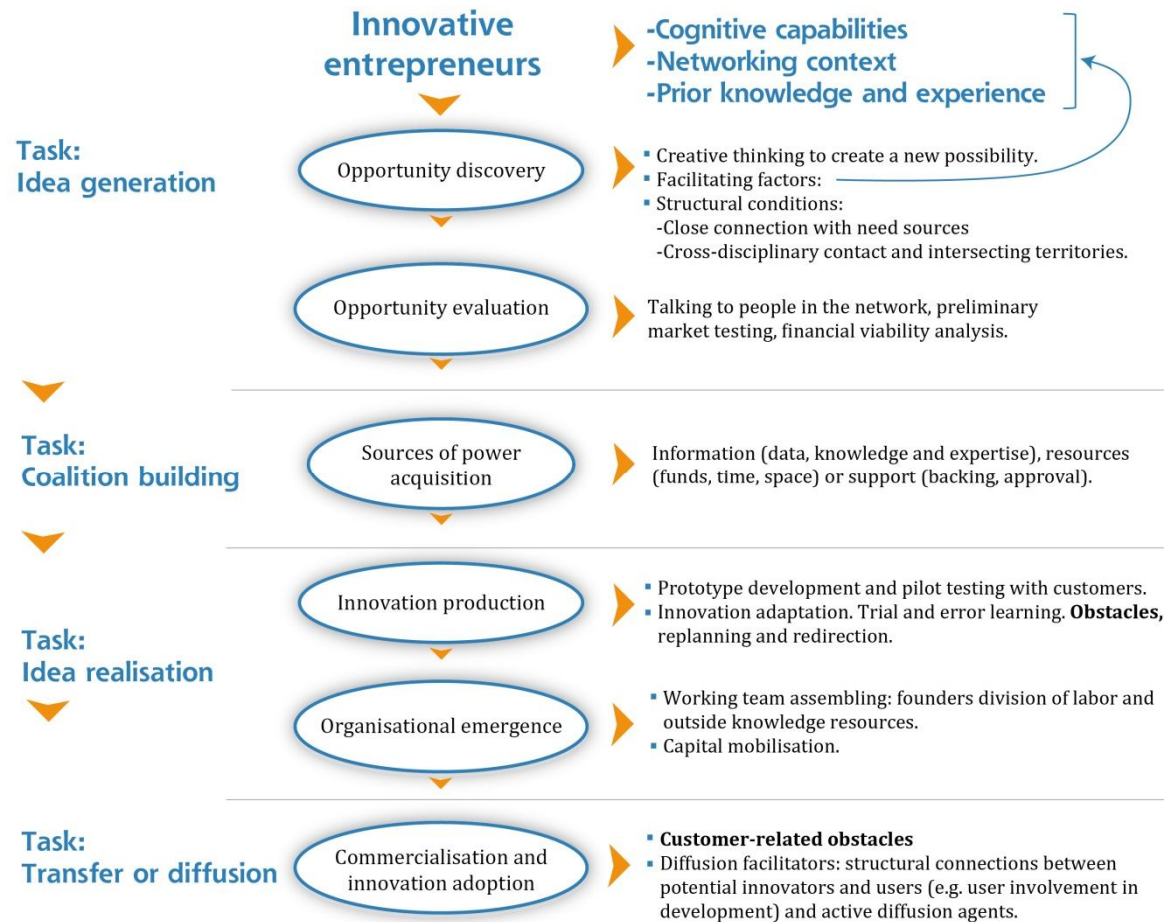 Innovative
entrepreneurs
-Cognitive capabilities
-Networking context
-Prior knowledge and experience
Task:
Idea generation
Opportunity discovery
▪ Creative thinking to create a new possibility.
▪ Facilitating factors:
▪ Structural conditions:
-Close connection with need sources
-Cross-disciplinary contact and intersecting territories.
Opportunity evaluation
Talking to people in the network, preliminary
market testing, financial viability analysis.
Task:
Coalition building
Sources of power
acquisition
Information (data, knowledge and expertise), resources
(funds, time, space) or support (backing, approval).
Task:
Idea realisation
Innovation production
▪ Prototype development and pilot testing with customers.
▪ Innovation adaptation. Trial and error learning. Obstacles,
replanning and redirection.
Organisational emergence
▪ Working team assembling: founders division of labor and
outside knowledge resources.
▪ Capital mobilisation.
Task:
Transfer or diffusion
Commercialisation and
innovation adoption
▪ Customer-related obstacles
▪ Diffusion facilitators: structural connections between
potential innovators and users (e.g. user involvement in
development) and active diffusion agents.